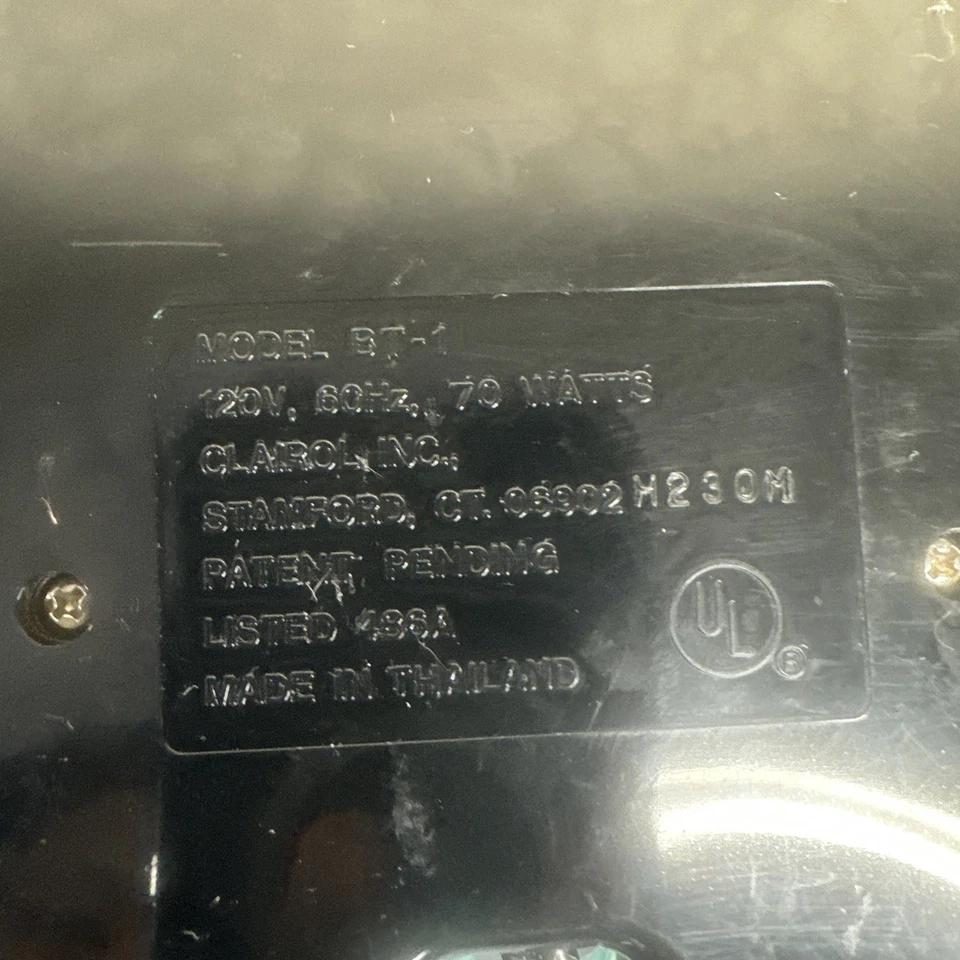 MODEL BT-1
120V, 60Hz, 70 WATTS
CLAIROL, INC.,
STAMFORD, CT. 06902 H230M
PATENT PENDING
LISTED 486A
MADE IN THAILAND
UL®